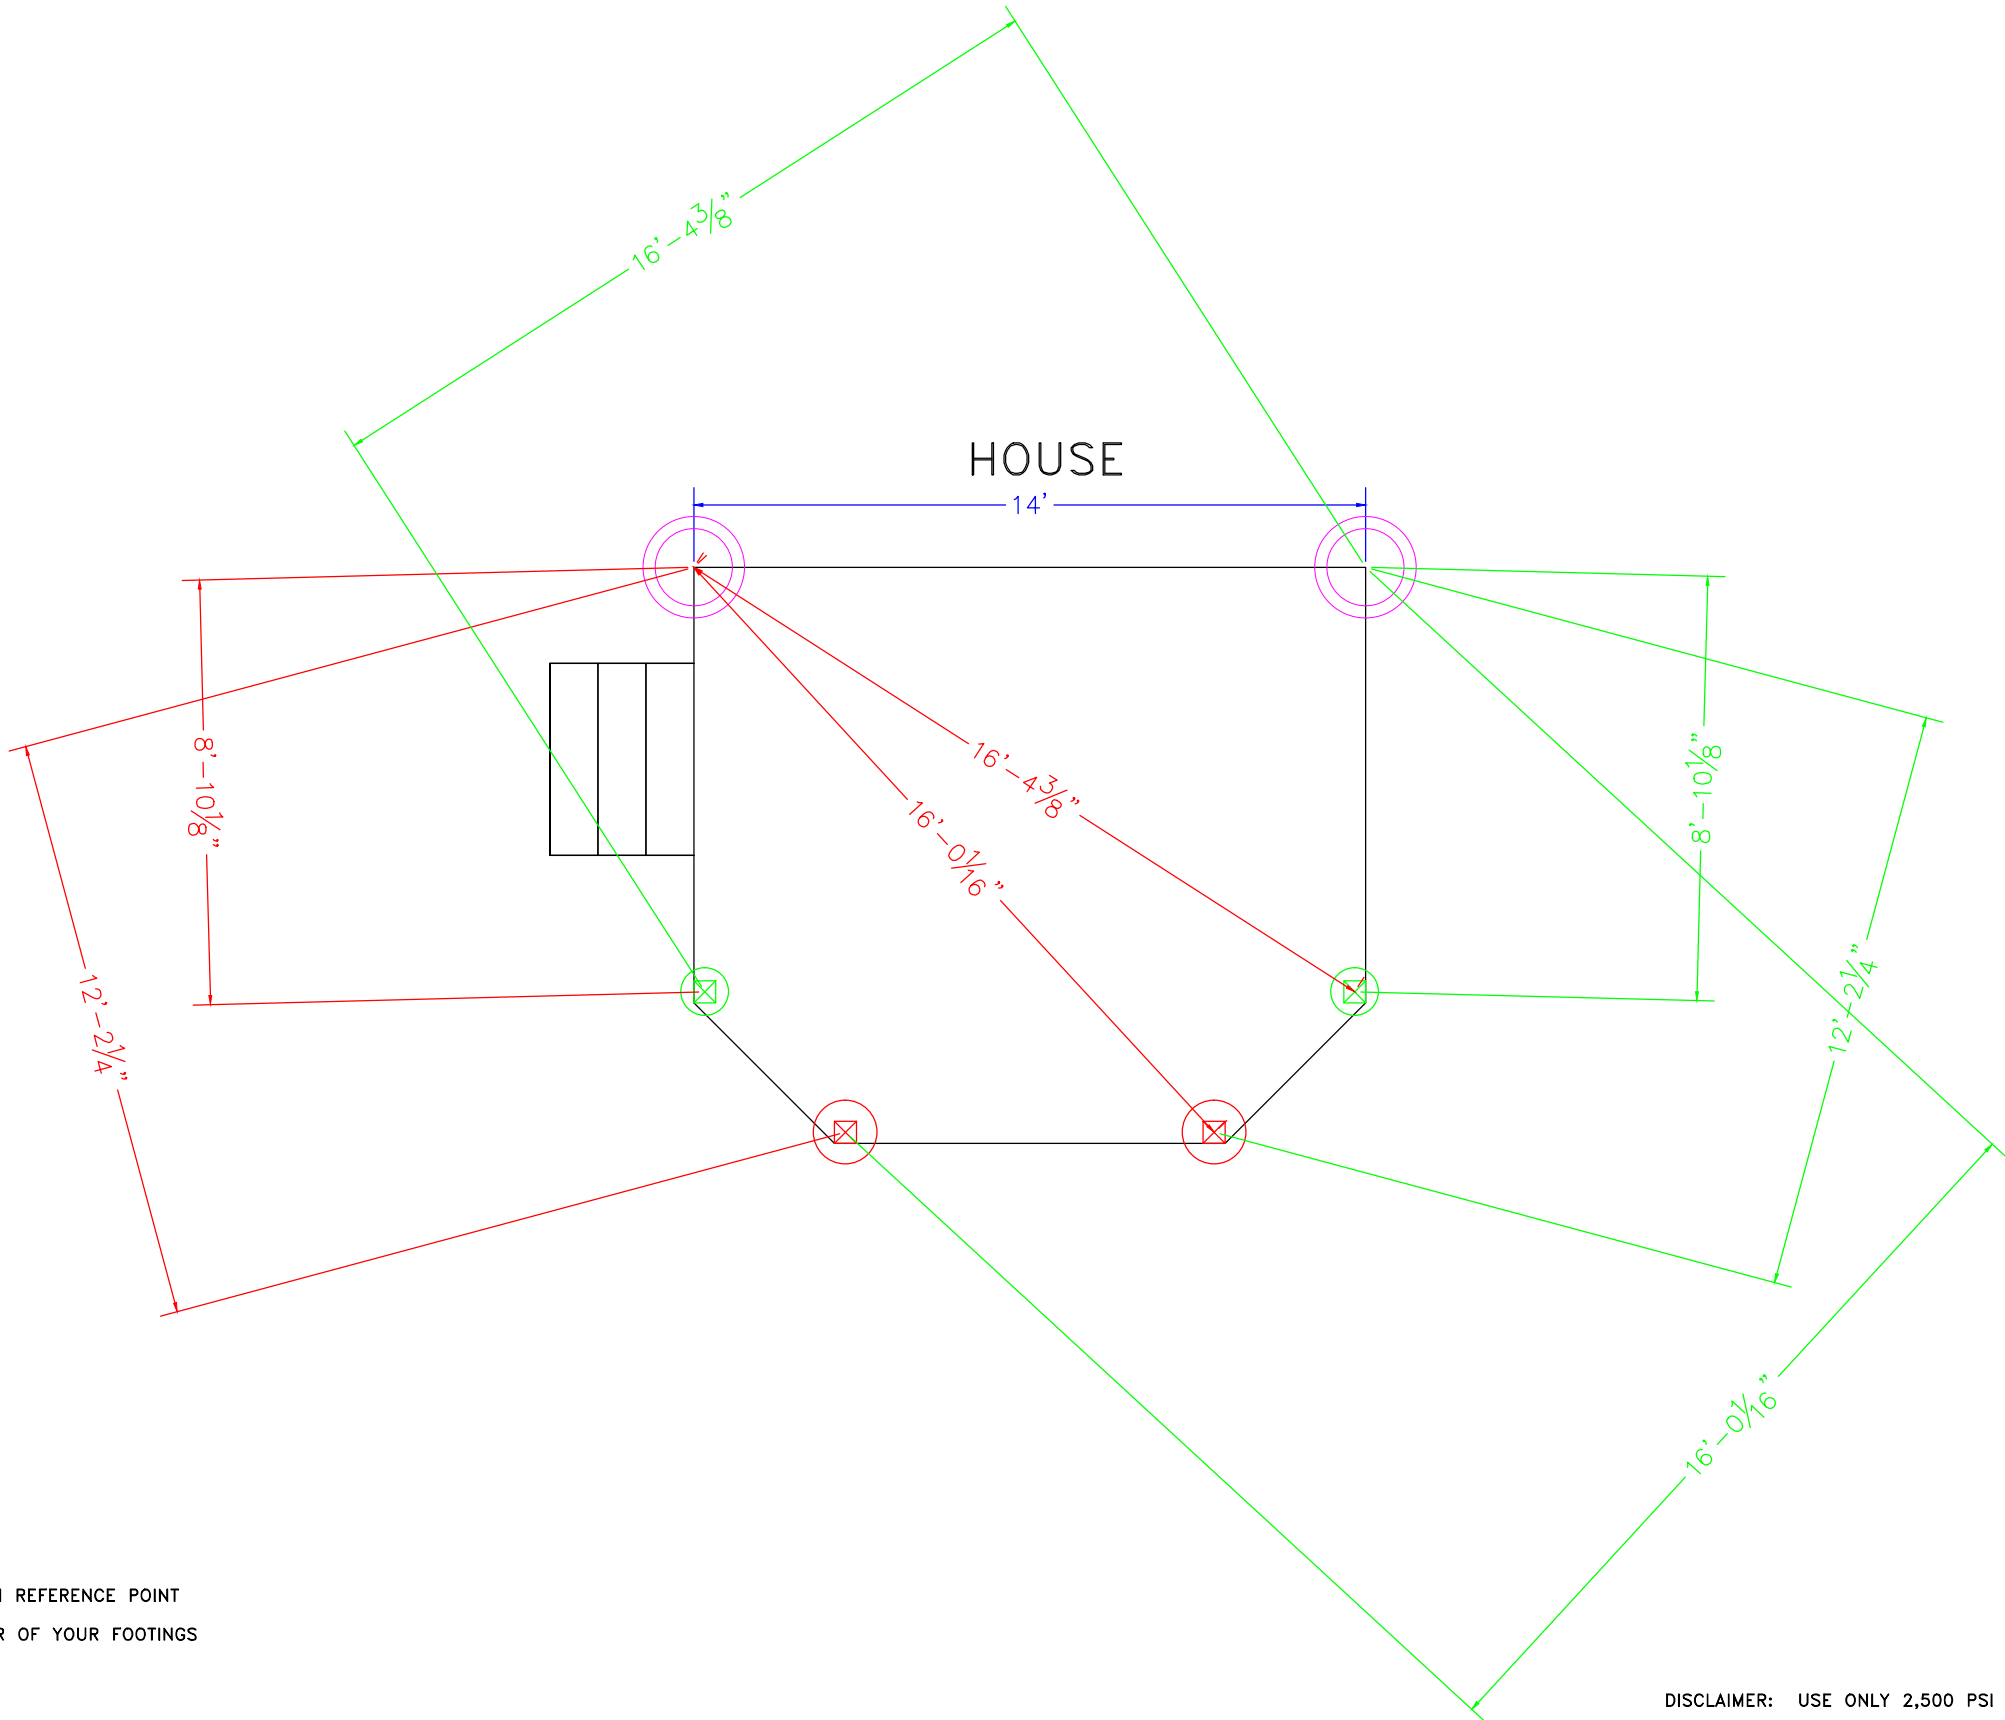 16'-4 3/8"
HOUSE
14'
8'-10 1/8"
16'-4 3/8"
8'-10 1/8"
16'-0 1/16"
12'-2 1/4"
12'-2 1/4"
16'-0 1/16"
REFERENCE POINT
OF YOUR FOOTINGS
DISCLAIMER: USE ONLY 2,500 PSI